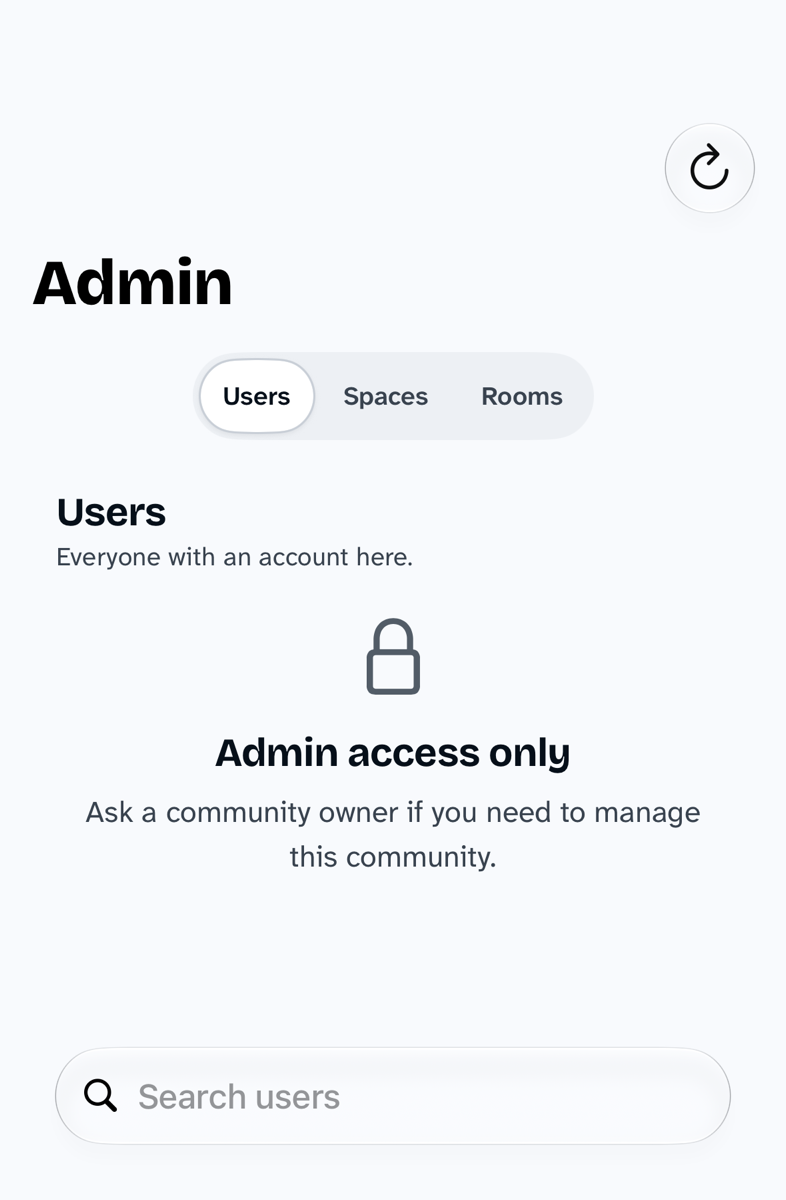 Admin
Users Spaces Rooms
Users
Everyone with an account here.
Admin access only
Ask a community owner if you need to manage
this community.
Search users